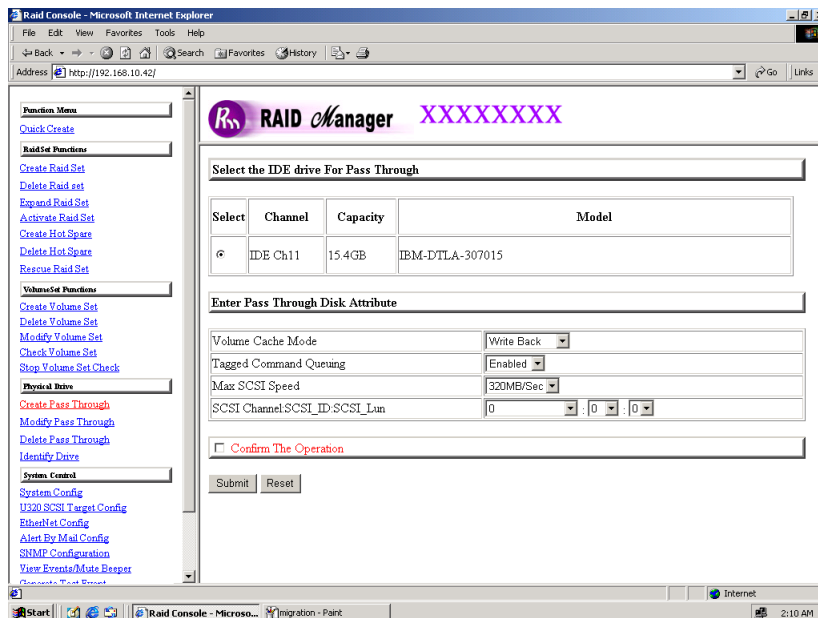 Raid Console - Microsoft Internet Explorer
File Edit View Favorites Tools Help
Back Search Favorites History
Address http://192.168.10.42/ Go Links
Function Menu
Quick Create
RaidSet Functions
Create Raid Set
Delete Raid set
Expand Raid Set
Activate Raid Set
Create Hot Spare
Delete Hot Spare
Rescue Raid Set
VolumeSet Functions
Create Volume Set
Delete Volume Set
Modify Volume Set
Check Volume Set
Stop Volume Set Check
Physical Drive
Create Pass Through
Modify Pass Through
Delete Pass Through
Identify Drive
System Control
System Config
U320 SCSI Target Config
EtherNet Config
Alert By Mail Config
SNMP Configuration
View Events/Mute Beeper
Generate Test Event
Rm RAID Manager XXXXXXXX
Select the IDE drive For Pass Through
Select Channel Capacity Model
IDE Ch11 15.4GB IBM-DTLA-307015
Enter Pass Through Disk Attribute
Volume Cache Mode Write Back
Tagged Command Queuing Enabled
Max SCSI Speed 320MB/Sec
SCSI Channel:SCSI_ID:SCSI_Lun 0 : 0 : 0
Confirm The Operation
Submit Reset
Internet
Start Raid Console - Microso... migration - Paint 2:10 AM